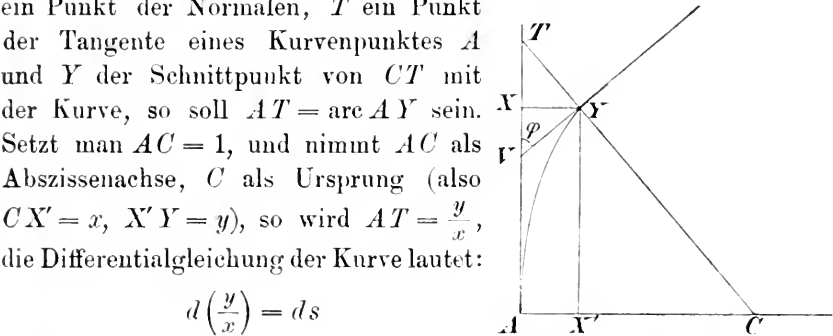 ein Punkt der Normalen, T ein Punkt
der Tangente eines Kurvenpunktes A
und Y der Schnittpunkt von CT mit
der Kurve, so soll AT = arc AY sein.
Setzt man AC = 1, und nimmt AC als
Abszissenachse, C als Ursprung (also
CX' = x, X'Y = y), so wird AT = y/x,
die Differentialgleichung der Kurve lautet:
d(y/x) = ds
T
X Y
φ
V
A X' C